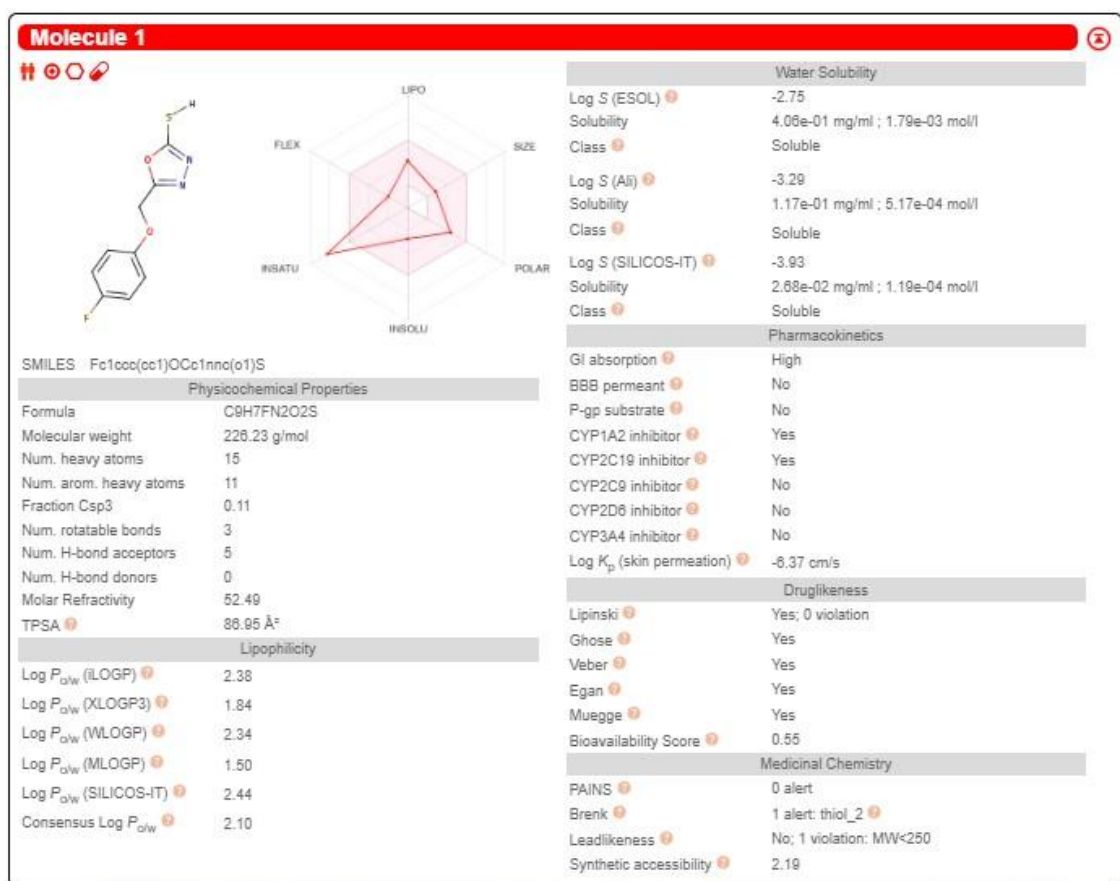 Molecule 1
H
S
O
N
N
O
F
LIPO
FLEX
SIZE
INSATU
POLAR
INSOLU
SMILES Fc1ccc(cc1)OCc1nnc(o1)S
Physicochemical Properties
Formula C9H7FN2O2S
Molecular weight 226.23 g/mol
Num. heavy atoms 15
Num. arom. heavy atoms 11
Fraction Csp3 0.11
Num. rotatable bonds 3
Num. H-bond acceptors 5
Num. H-bond donors 0
Molar Refractivity 52.49
TPSA ? 86.95 Å²
Lipophilicity
Log Po/w (iLOGP) ? 2.38
Log Po/w (XLOGP3) ? 1.84
Log Po/w (WLOGP) ? 2.34
Log Po/w (MLOGP) ? 1.50
Log Po/w (SILICOS-IT) ? 2.44
Consensus Log Po/w ? 2.10
Water Solubility
Log S (ESOL) ? -2.75
Solubility 4.06e-01 mg/ml ; 1.79e-03 mol/l
Class ? Soluble
Log S (Ali) ? -3.29
Solubility 1.17e-01 mg/ml ; 5.17e-04 mol/l
Class ? Soluble
Log S (SILICOS-IT) ? -3.93
Solubility 2.68e-02 mg/ml ; 1.19e-04 mol/l
Class ? Soluble
Pharmacokinetics
GI absorption ? High
BBB permeant ? No
P-gp substrate ? No
CYP1A2 inhibitor ? Yes
CYP2C19 inhibitor ? Yes
CYP2C9 inhibitor ? No
CYP2D6 inhibitor ? No
CYP3A4 inhibitor ? No
Log Kp (skin permeation) ? -6.37 cm/s
Druglikeness
Lipinski ? Yes; 0 violation
Ghose ? Yes
Veber ? Yes
Egan ? Yes
Muegge ? Yes
Bioavailability Score ? 0.55
Medicinal Chemistry
PAINS ? 0 alert
Brenk ? 1 alert: thiol_2 ?
Leadlikeness ? No; 1 violation: MW<250
Synthetic accessibility ? 2.19